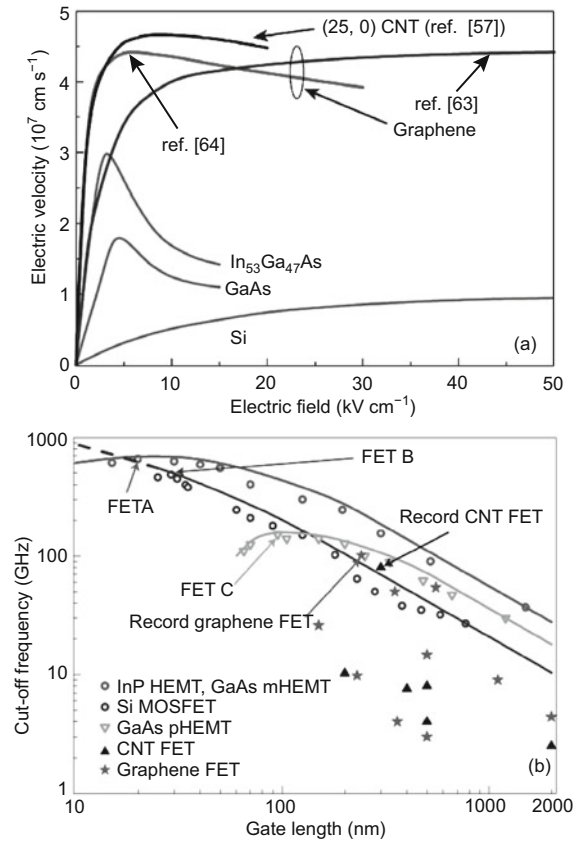 (a)
5
4
3
2
1
0
Electric velocity (10⁷ cm s⁻¹)
(25, 0) CNT (ref. [57])
ref. [64]
ref. [63]
Graphene
In₅₃Ga₄₇As
GaAs
Si
0 10 20 30 40 50
Electric field (kV cm⁻¹)
(b)
1000
100
10
1
Cut-off frequency (GHz)
FET B
FETA
Record CNT FET
FET C
Record graphene FET
InP HEMT, GaAs mHEMT
Si MOSFET
GaAs pHEMT
CNT FET
Graphene FET
10 100 1000 2000
Gate length (nm)